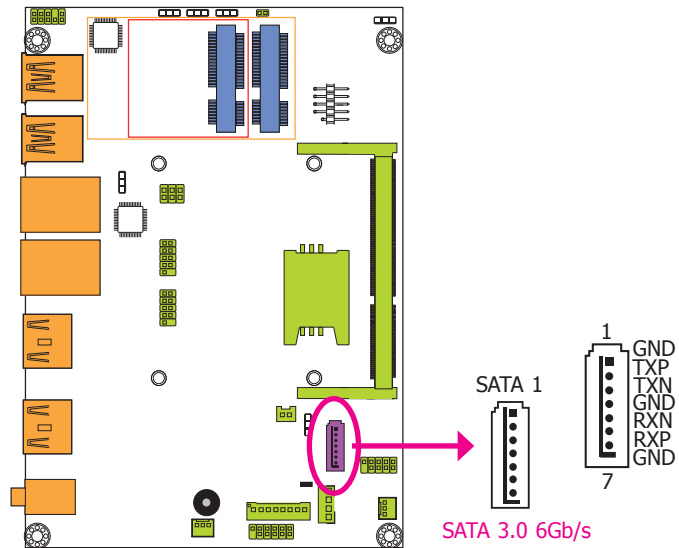 SATA 1
SATA 3.0 6Gb/s
1
GND
TXP
TXN
GND
RXN
RXP
GND
7